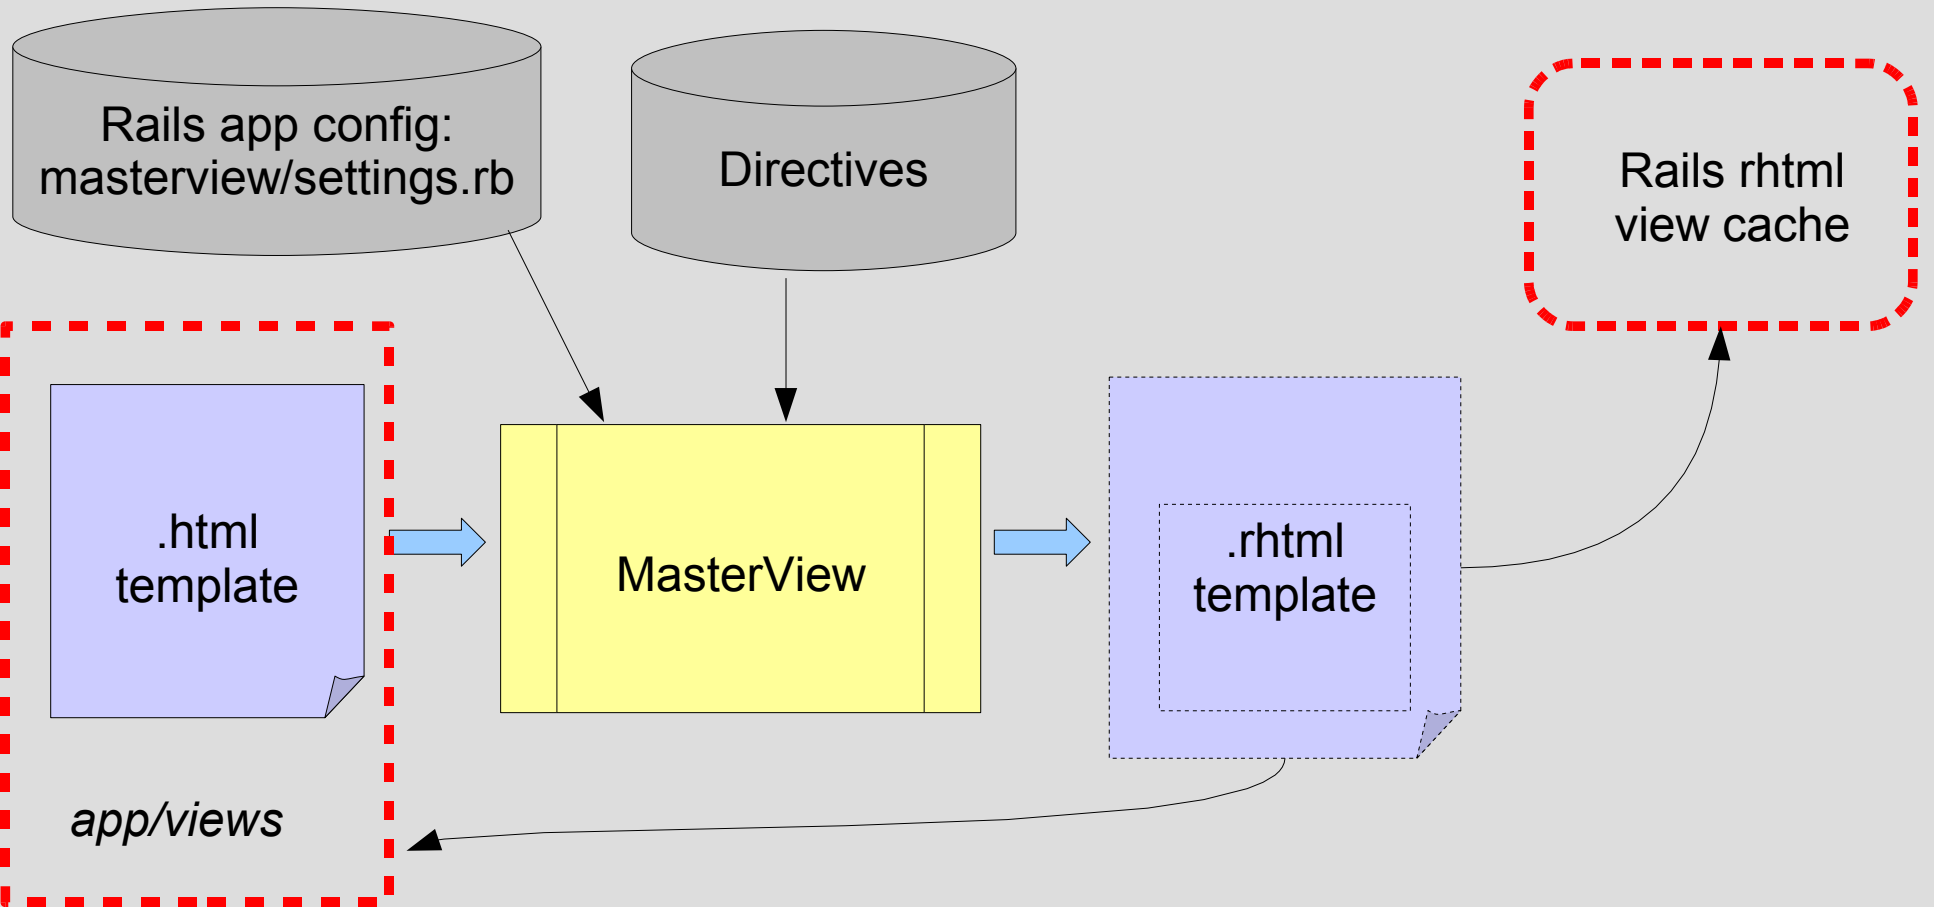 Rails app config:
masterview/settings.rb
Directives
Rails rhtml
view cache
.html
template
MasterView
.rhtml
template
app/views